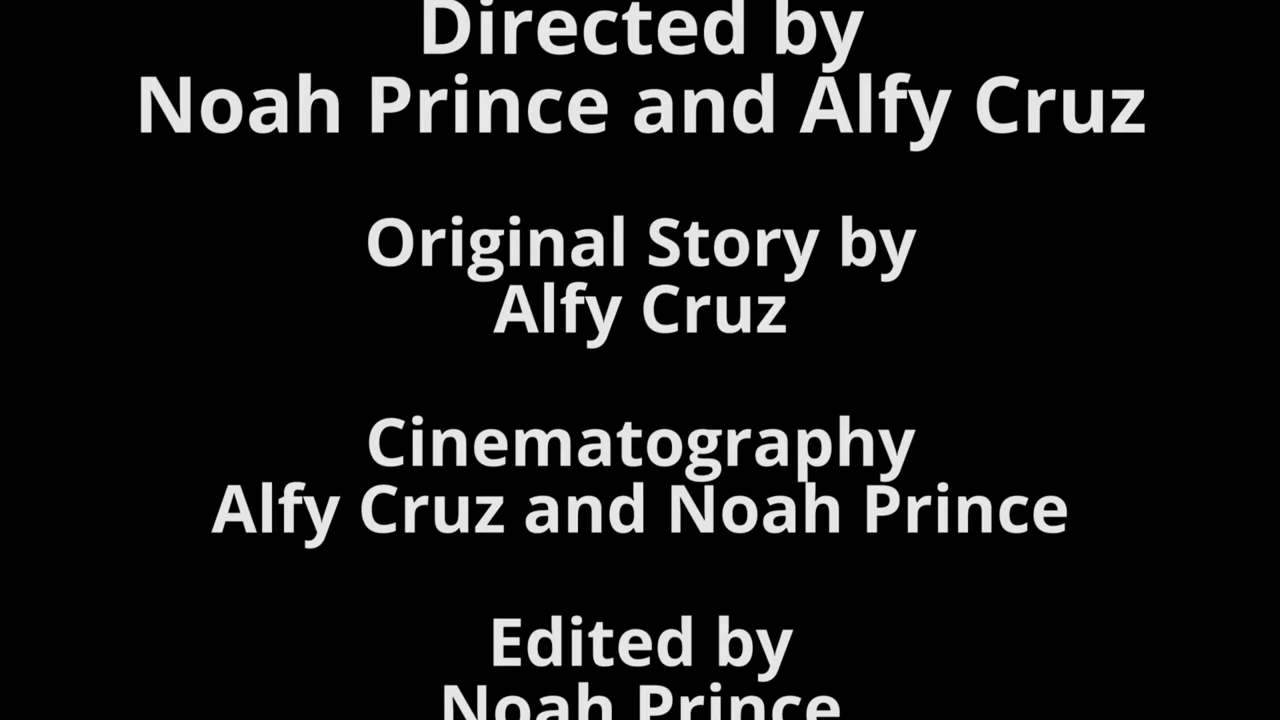 Directed by
Noah Prince and Alfy Cruz
Original Story by
Alfy Cruz
Cinematography
Alfy Cruz and Noah Prince
Edited by
Noah Prince